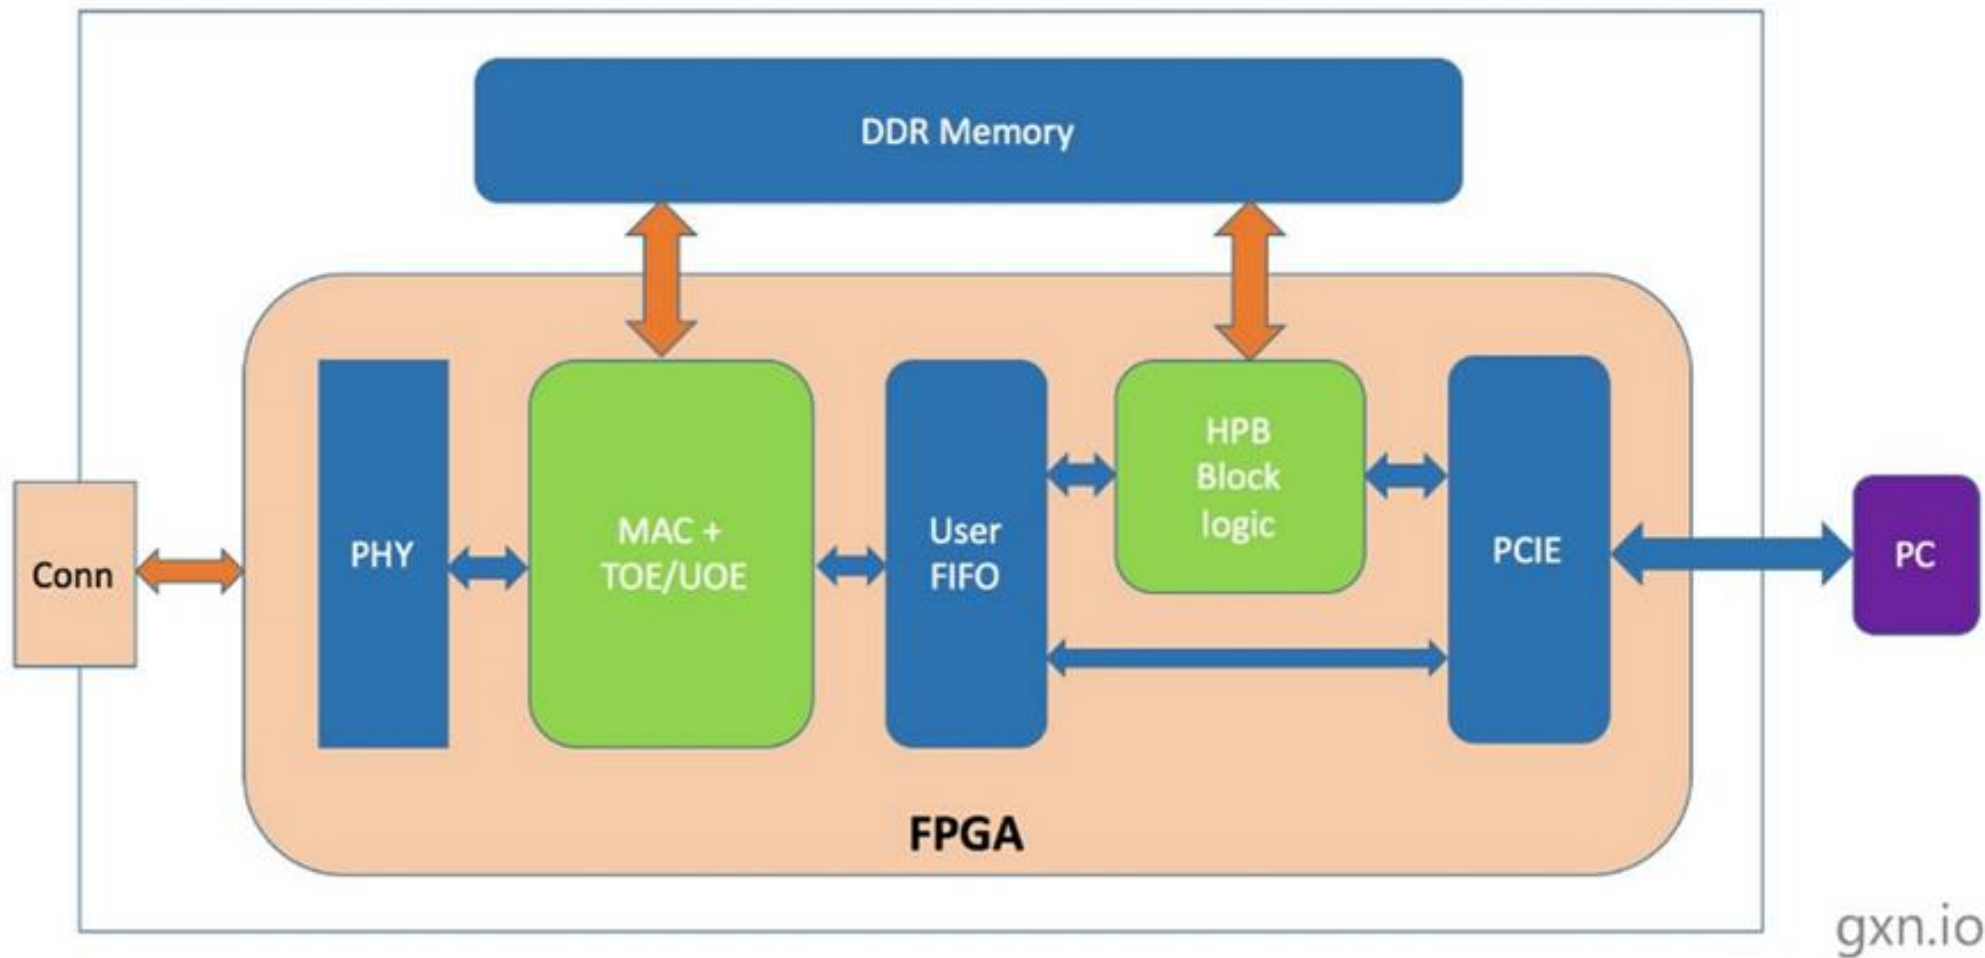 DDR Memory
Conn
PHY
MAC +
TOE/UOE
User
FIFO
HPB
Block
logic
PCIE
PC
FPGA
gxn.io